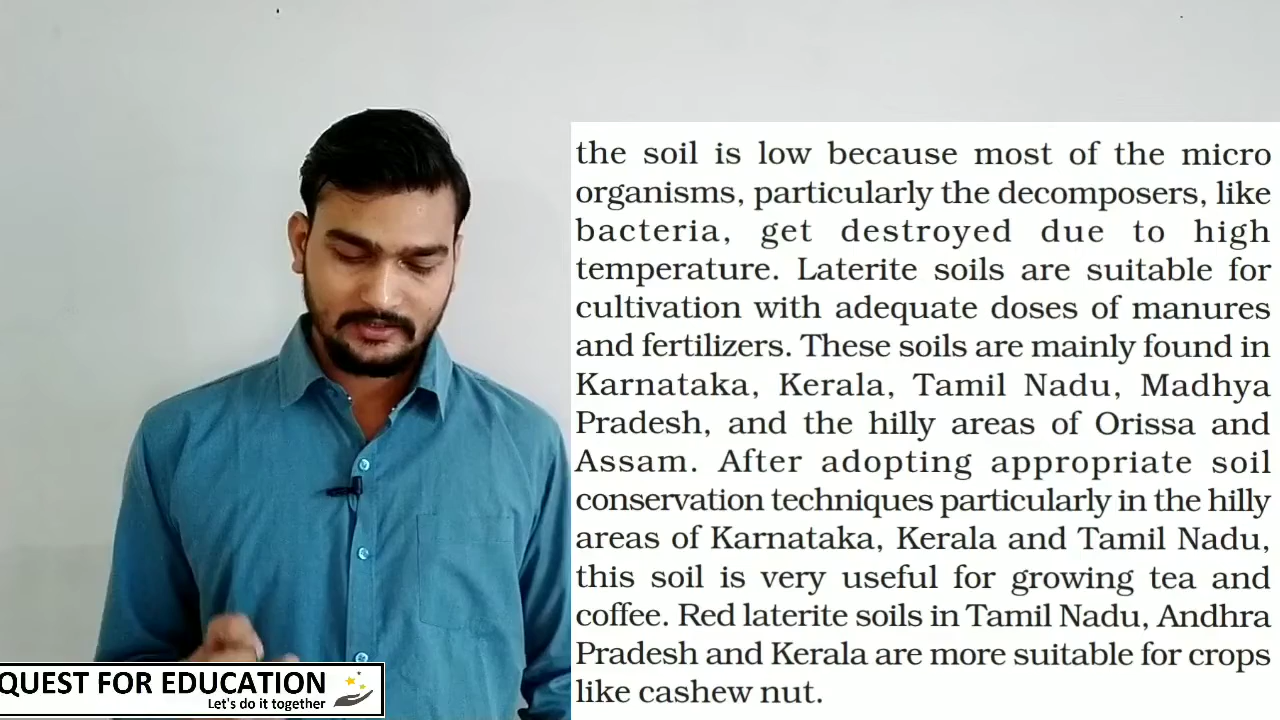 the soil is low because most of the micro
organisms, particularly the decomposers, like
bacteria, get destroyed due to high
temperature. Laterite soils are suitable for
cultivation with adequate doses of manures
and fertilizers. These soils are mainly found in
Karnataka, Kerala, Tamil Nadu, Madhya
Pradesh, and the hilly areas of Orissa and
Assam. After adopting appropriate soil
conservation techniques particularly in the hilly
areas of Karnataka, Kerala and Tamil Nadu,
this soil is very useful for growing tea and
coffee. Red laterite soils in Tamil Nadu, Andhra
Pradesh and Kerala are more suitable for crops
like cashew nut.
QUEST FOR EDUCATION
Let's do it together